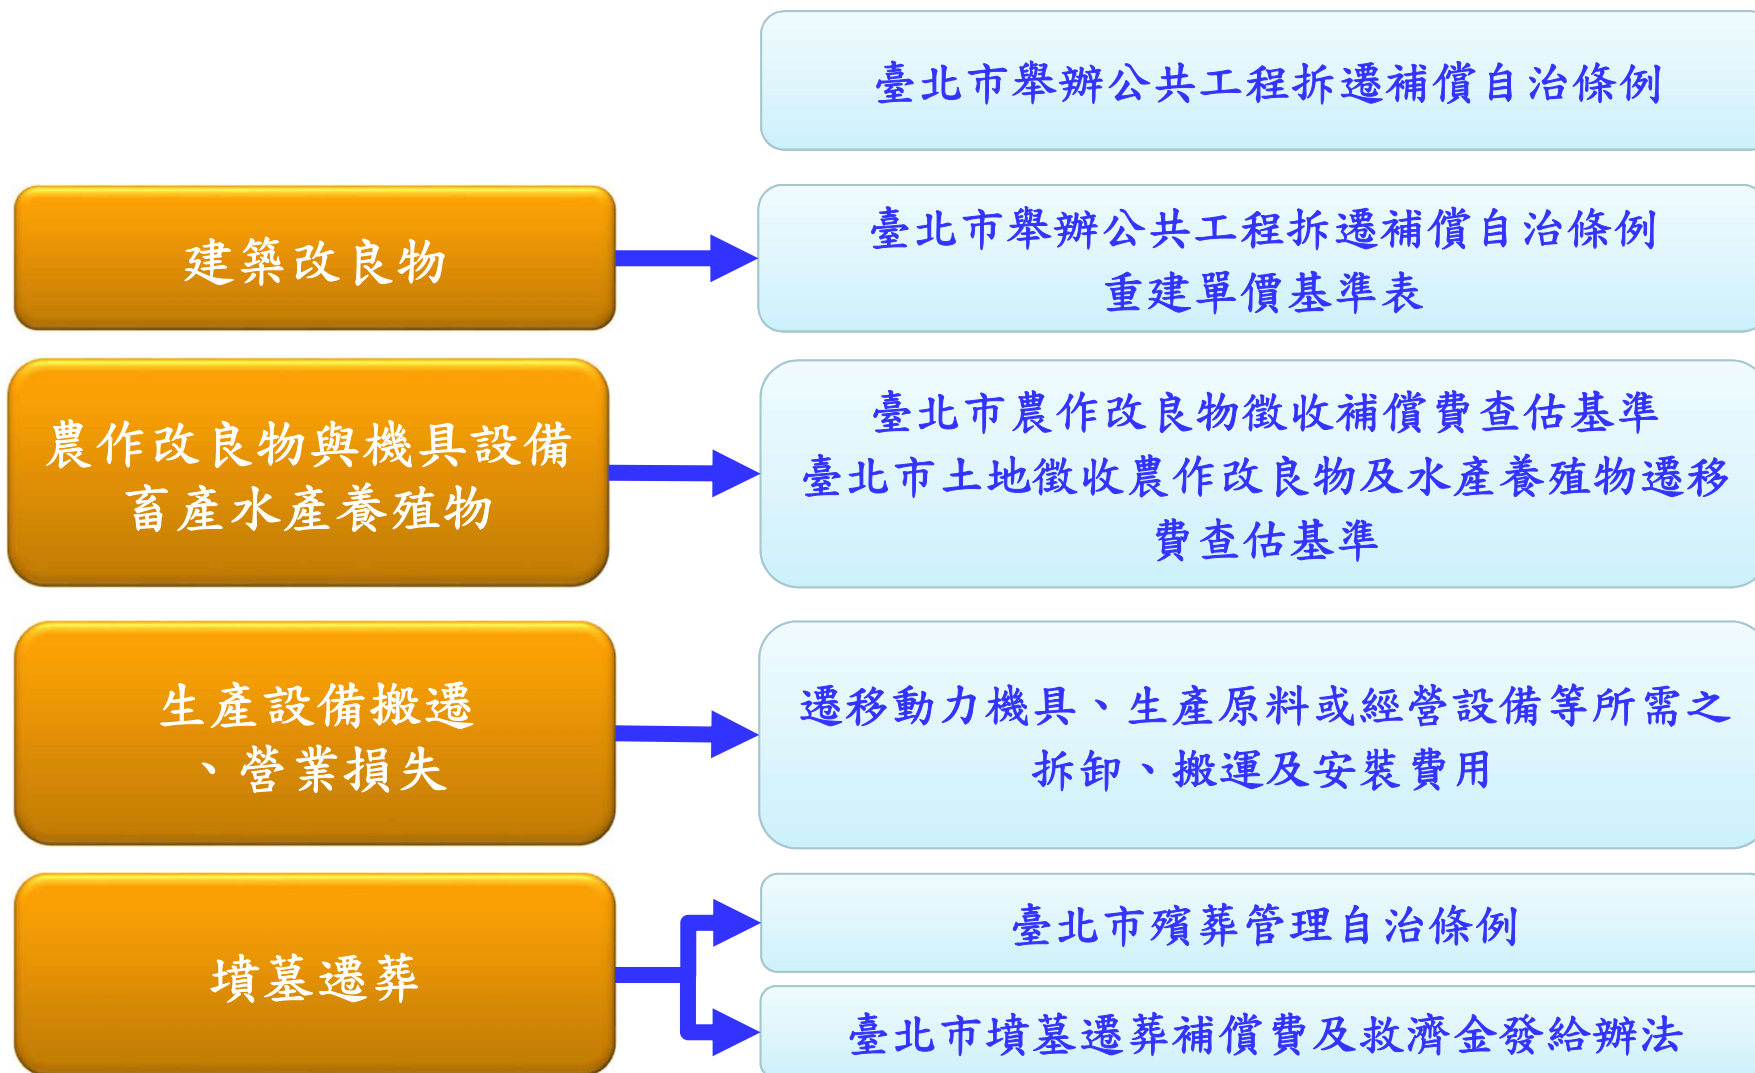 臺北市舉辦公共工程拆遷補償自治條例
建築改良物
臺北市舉辦公共工程拆遷補償自治條例
重建單價基準表
農作改良物與機具設備
畜產水產養殖物
臺北市農作改良物徵收補償費查估基準
臺北市土地徵收農作改良物及水產養殖物遷移
費查估基準
生產設備搬遷
、營業損失
遷移動力機具、生產原料或經營設備等所需之
拆卸、搬運及安裝費用
墳墓遷葬
臺北市殯葬管理自治條例
臺北市墳墓遷葬補償費及救濟金發給辦法